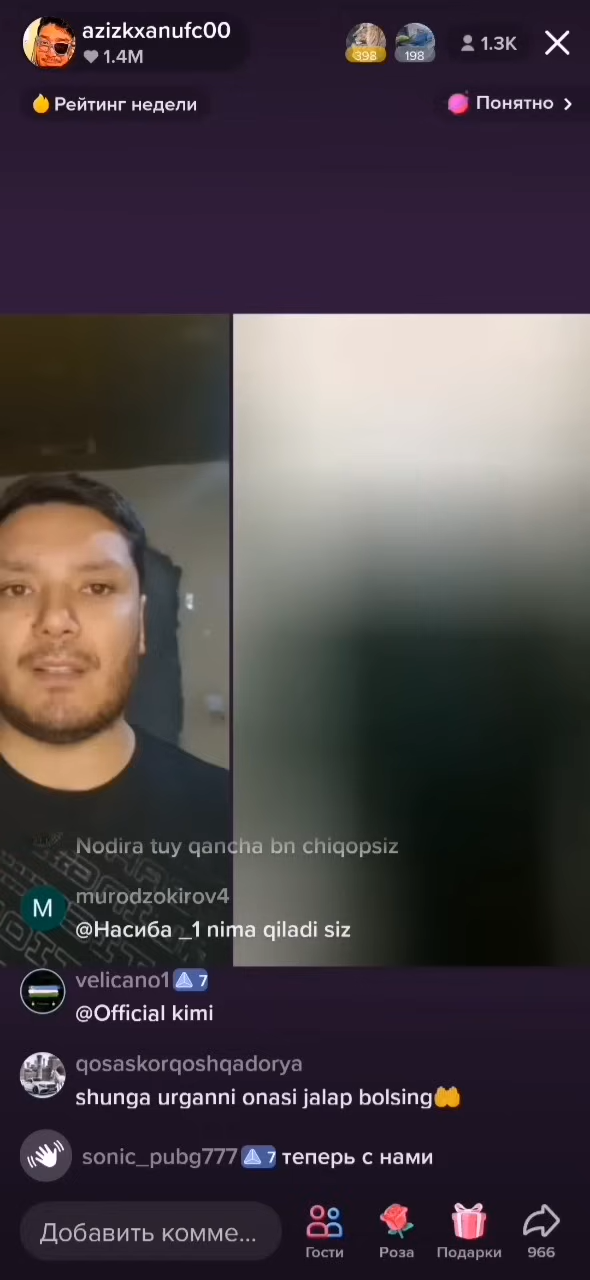 azizkxanufc00
1.4M
398
198
1.3K
Рейтинг недели
Понятно
Nodira tuy qancha bn chiqopsiz
murodzokirov4
M
@Насиба _1 nima qiladi siz
velicano1 7
@Official kimi
qosaskorqoshqadorya
shunga urganni onasi jalap bolsing
sonic_pubg777 7 теперь с нами
Добавить комме...
Гости
Роза
Подарки
966